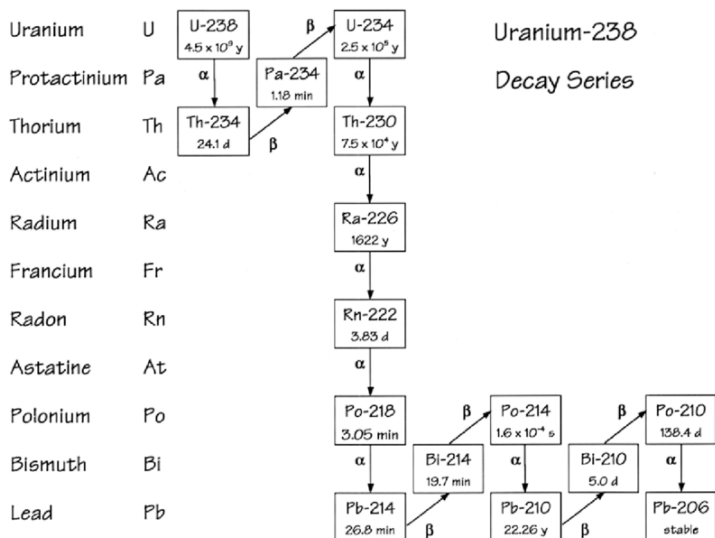 Uranium U U-238 U-234 Uranium-238
4.5 x 10⁹ y β 2.5 x 10⁵ y
Protactinium Pa α Pa-234 α Decay Series
1.18 min
Thorium Th Th-234 Th-230
24.1 d β 7.5 x 10⁴ y
Actinium Ac α
Radium Ra Ra-226
1622 y
Francium Fr α
Radon Rn Rn-222
3.83 d
Astatine At α
Polonium Po Po-218 β Po-214 β Po-210
3.05 min 1.6 x 10⁻⁴ s 138.4 d
Bismuth Bi α Bi-214 α Bi-210 α
19.7 min 5.0 d
Lead Pb Pb-214 Pb-210 Pb-206
26.8 min β 22.26 y β stable